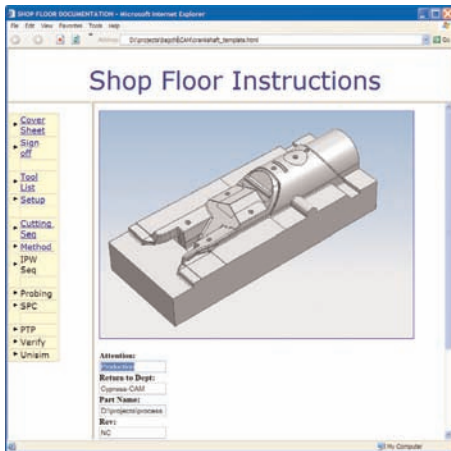 SHOP FLOOR DOCUMENTATION - Microsoft Internet Explorer
File Edit View Favorites Tools Help
Address
Go
Shop Floor Instructions
Cover
Sheet
Sign
off
Tool
List
Setup
Cutting
Seq
Method
IPW
Seq
Probing
SPC
PTP
Verify
Unisim
Attention:
Production
Return to Dept:
Cypress-CAM
Part Name:
D:\projects\process
Rev:
NC
My Computer